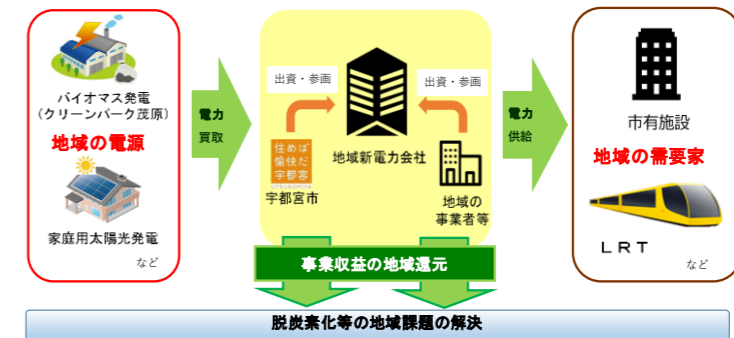 バイオマス発電
(クリーンパーク茂原)
地域の電源
家庭用太陽光発電
など
電力
買取
出資・参画
出資・参画
住めば
愉快だ
宇都宮
地域新電力会社
宇都宮市
地域の
事業者等
電力
供給
市有施設
地域の需要家
LRT
など
事業収益の地域還元
脱炭素化等の地域課題の解決